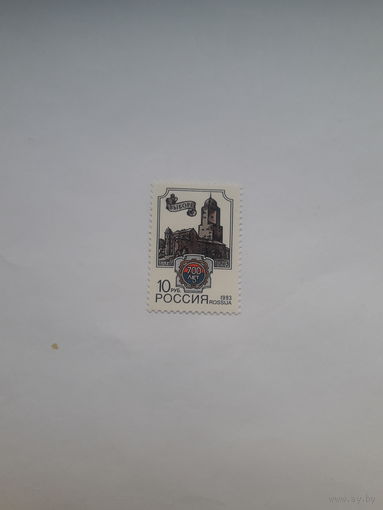 ВЫБОРГ
700
ЛЕТ
10 РУБ.
1993
РОССИЯ ROSSIJA
www.ay.by